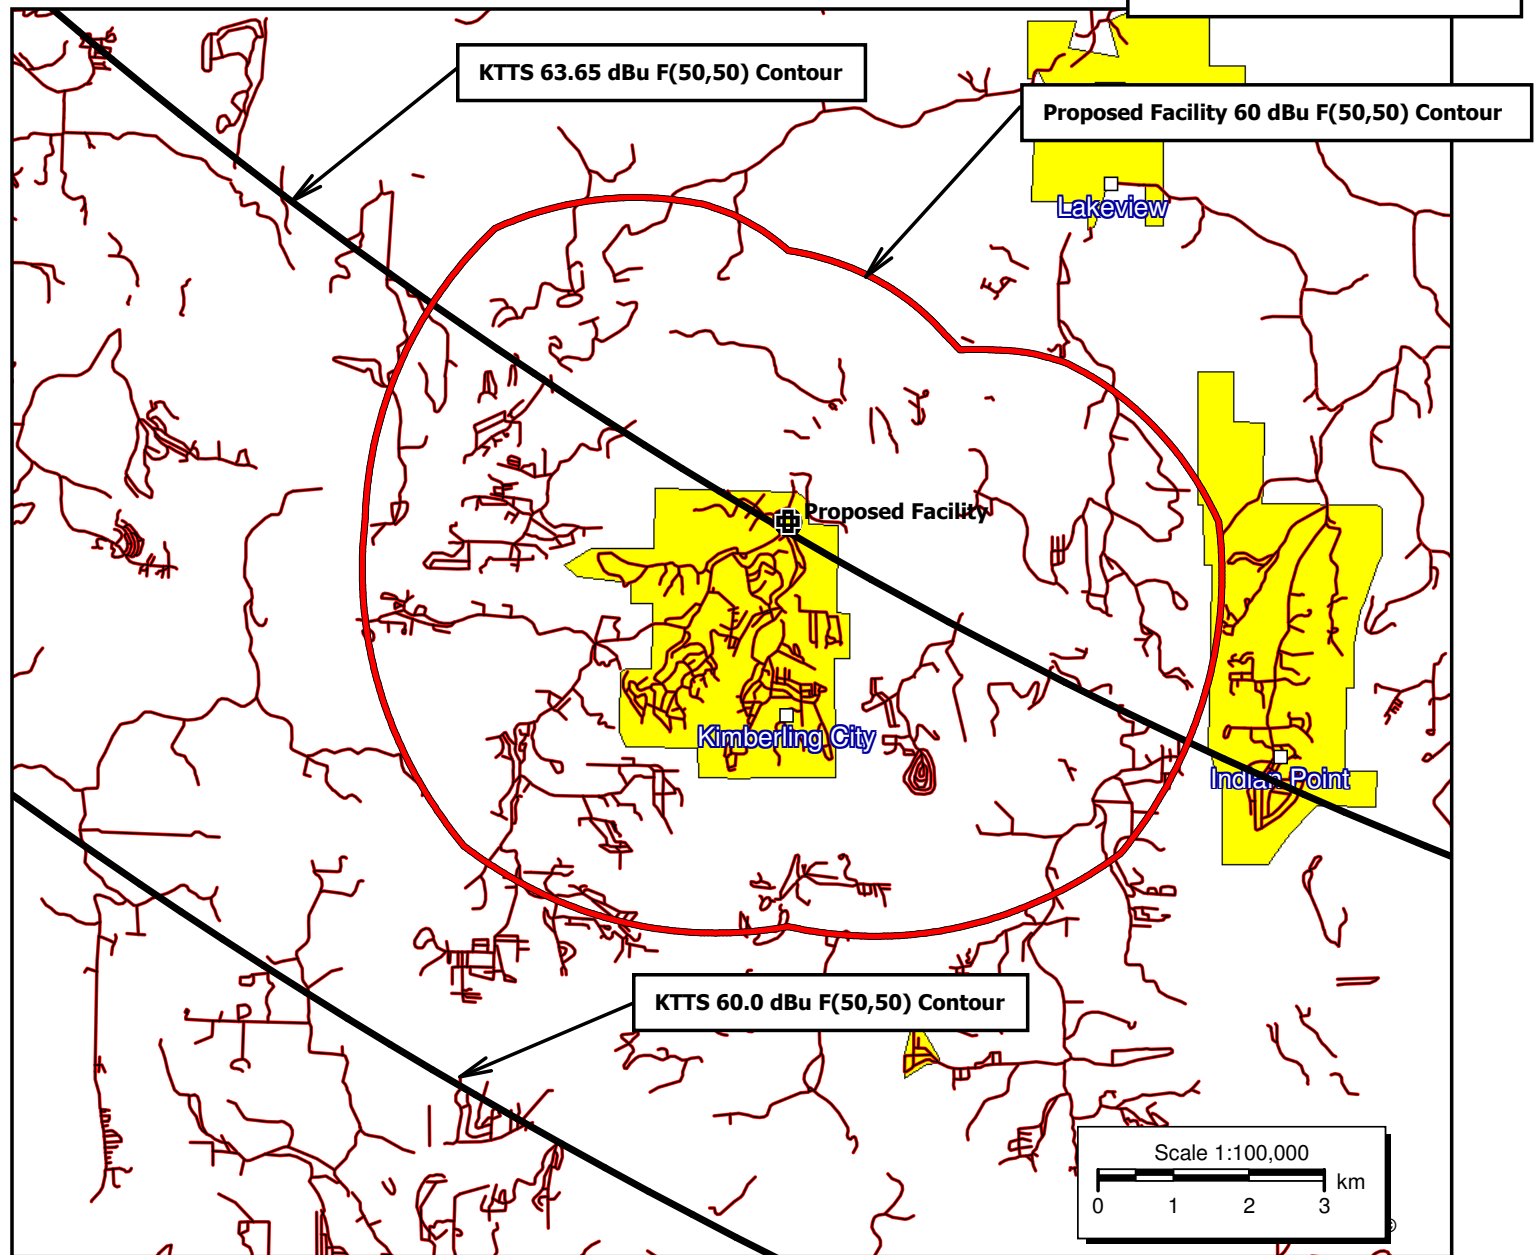 KTTS 63.65 dBu F(50,50) Contour
Proposed Facility 60 dBu F(50,50) Contour
Lakeview
Proposed Facility
Kimberling City
Indian Point
KTTS 60.0 dBu F(50,50) Contour
Scale 1:100,000
km
0 1 2 3
©